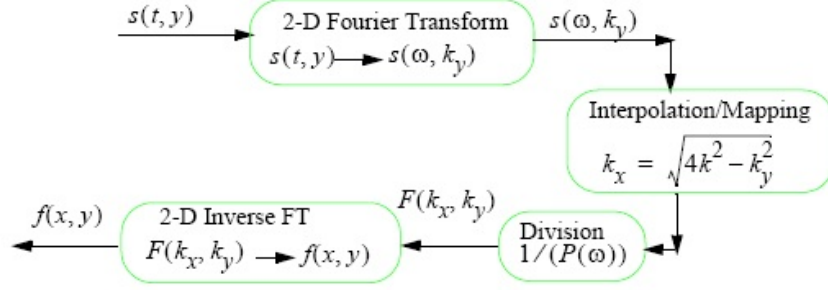 s(t, y)
2-D Fourier Transform
s(t, y) → s(ω, k_y)
s(ω, k_y)
Interpolation/Mapping
k_x = √(4k² − k_y²)
Division
1/(P(ω))
F(k_x, k_y)
2-D Inverse FT
F(k_x, k_y) → f(x, y)
f(x, y)